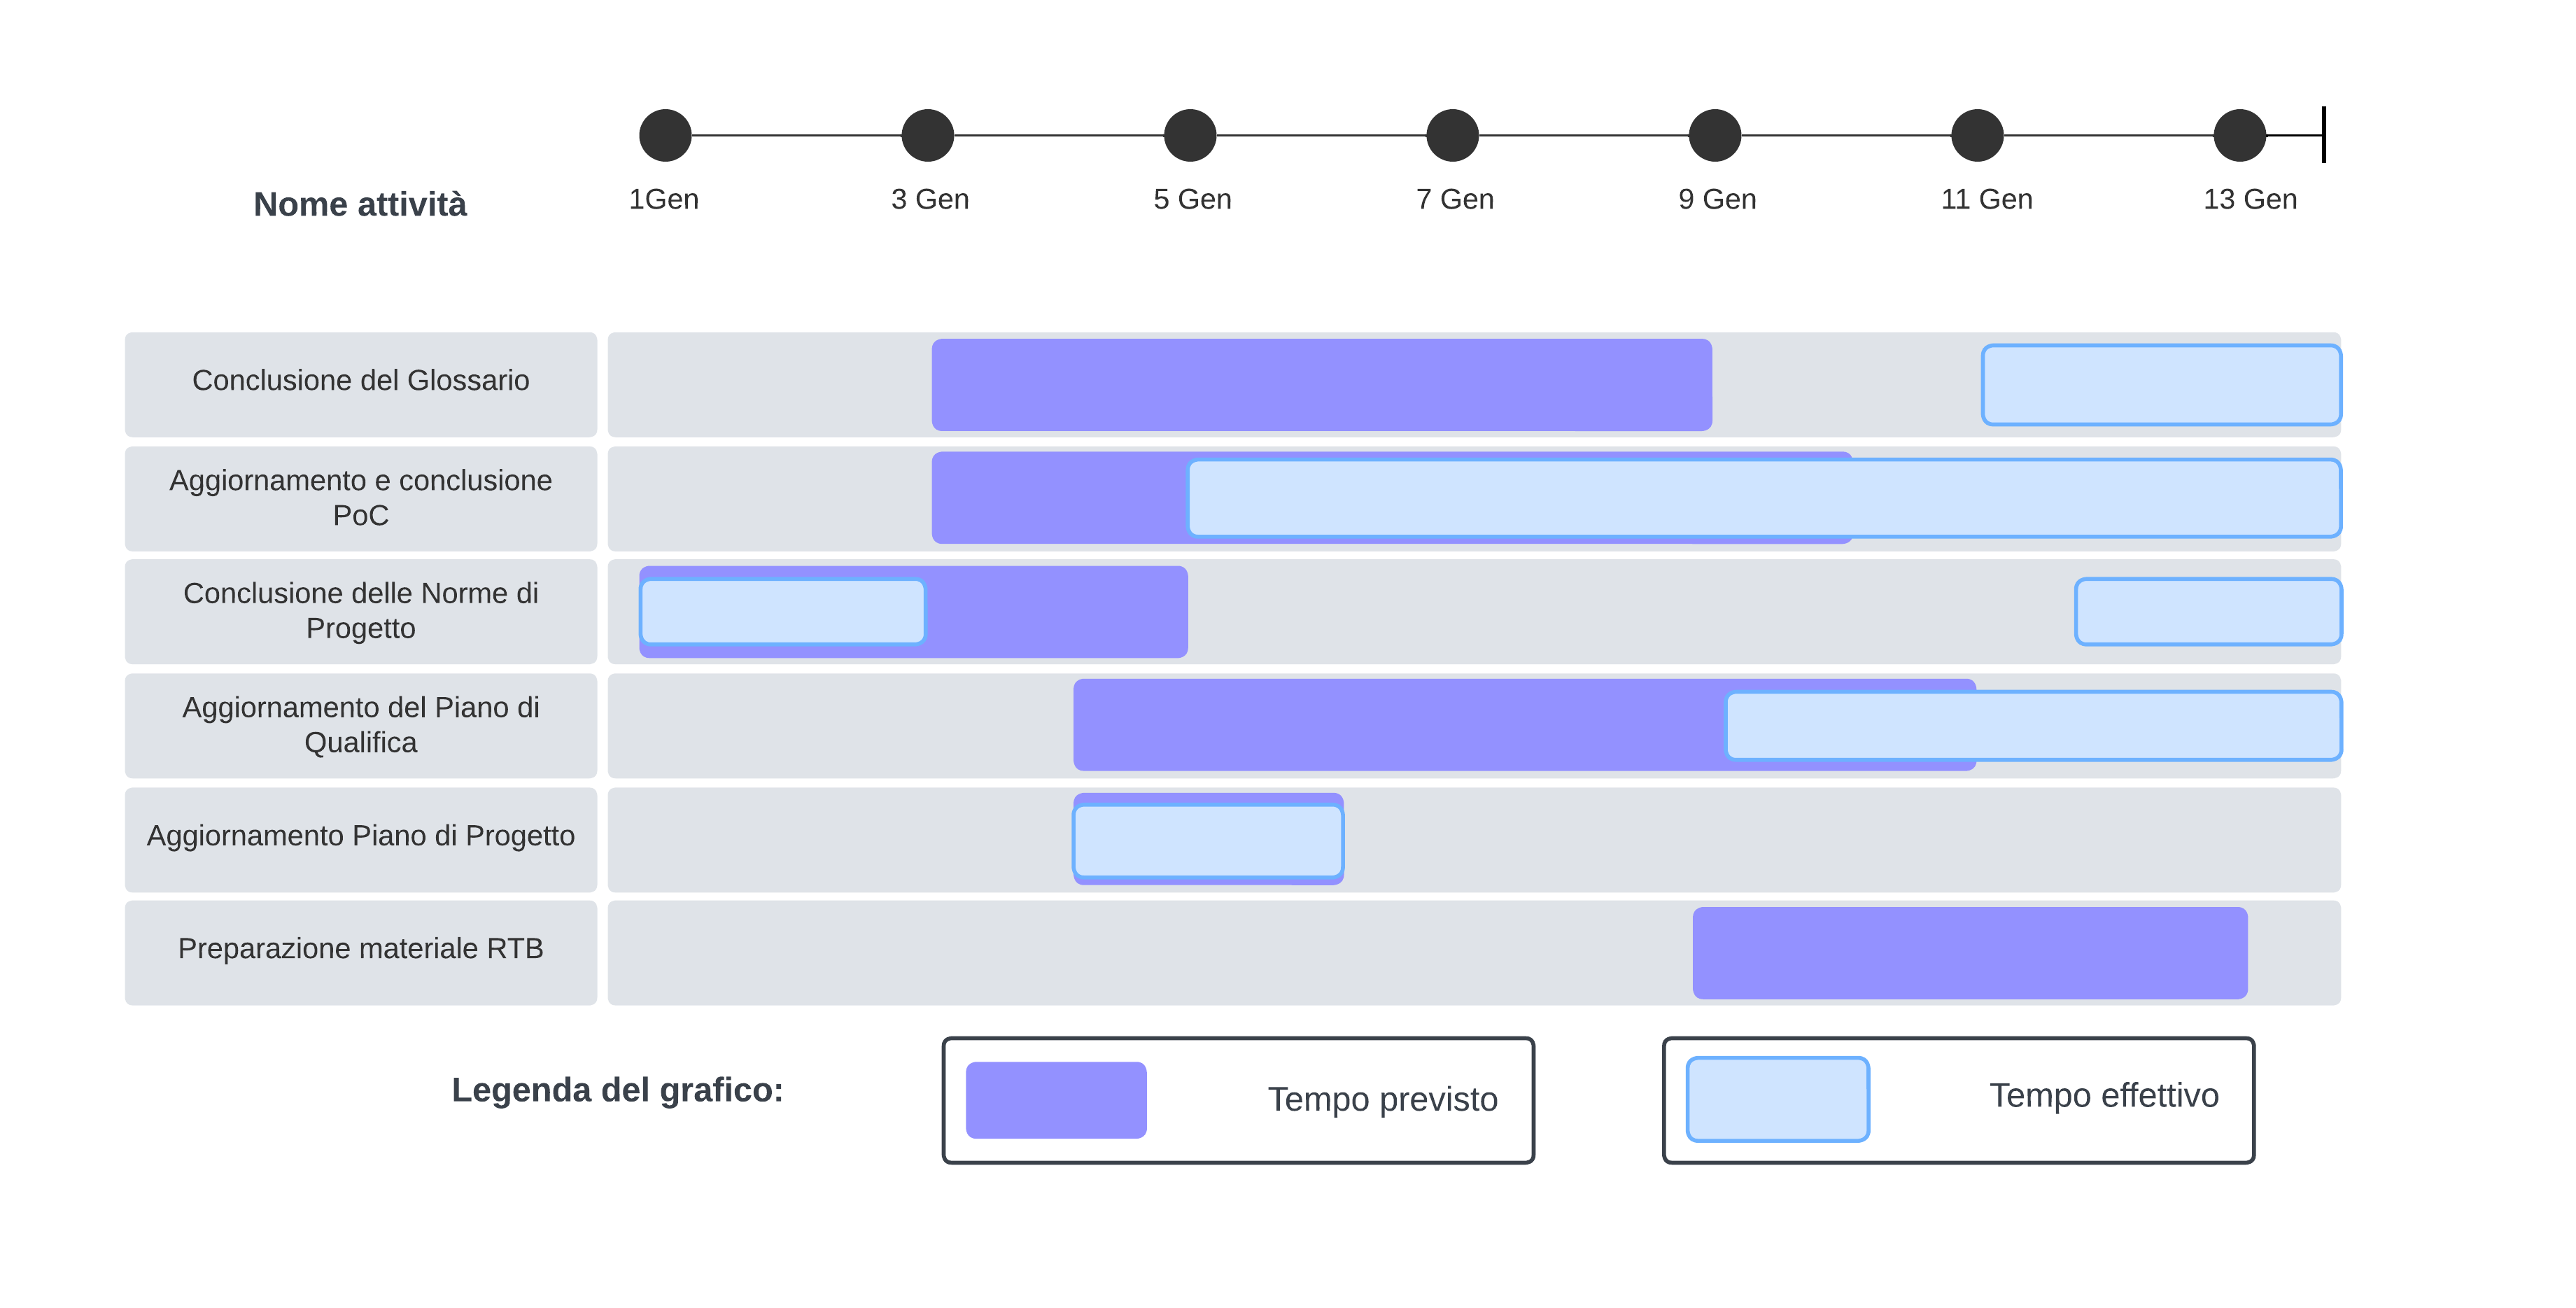 1Gen
3 Gen
5 Gen
7 Gen
9 Gen
11 Gen
13 Gen
Nome attività
Conclusione del Glossario
Aggiornamento e conclusione
PoC
Conclusione delle Norme di
Progetto
Aggiornamento del Piano di
Qualifica
Aggiornamento Piano di Progetto
Preparazione materiale RTB
Legenda del grafico:
Tempo previsto
Tempo effettivo